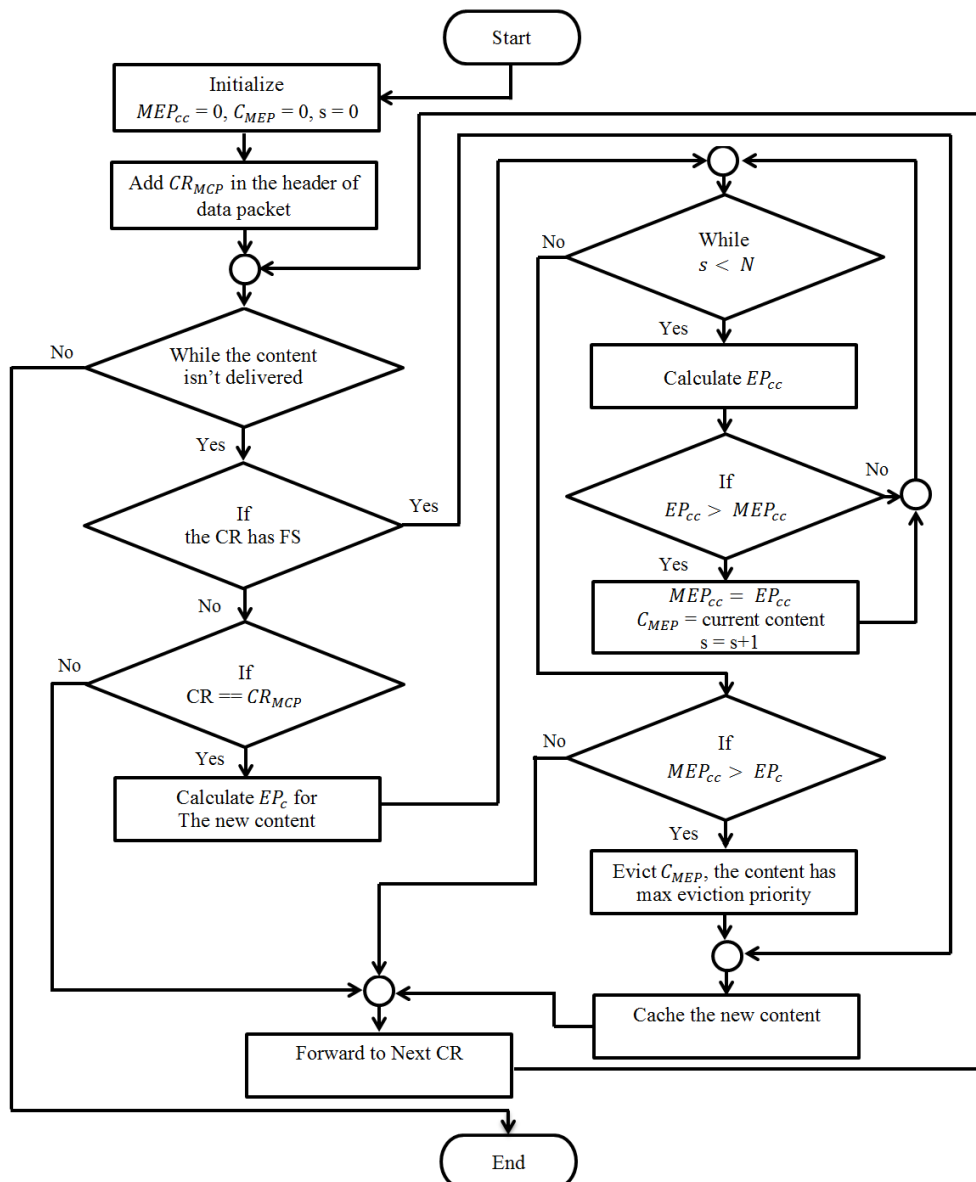 Start
Initialize
MEP_cc = 0, C_MEP = 0, s = 0
Add CR_MCP in the header of
data packet
While the content
isn't delivered
No
Yes
If
the CR has FS
Yes
No
If
CR == CR_MCP
No
Yes
Calculate EP_c for
The new content
While
s < N
No
Yes
Calculate EP_cc
If
EP_cc > MEP_cc
No
Yes
MEP_cc = EP_cc
C_MEP = current content
s = s+1
If
MEP_cc > EP_c
No
Yes
Evict C_MEP, the content has
max eviction priority
Cache the new content
Forward to Next CR
End